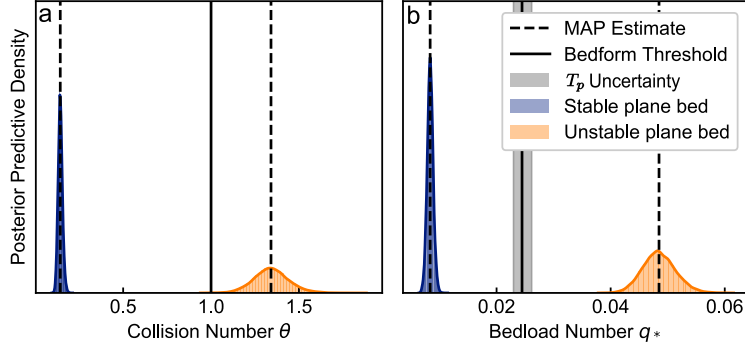 a
b
Posterior Predictive Density
MAP Estimate
Bedform Threshold
Tp Uncertainty
Stable plane bed
Unstable plane bed
0.5 1.0 1.5
0.02 0.04 0.06
Collision Number θ
Bedload Number q*